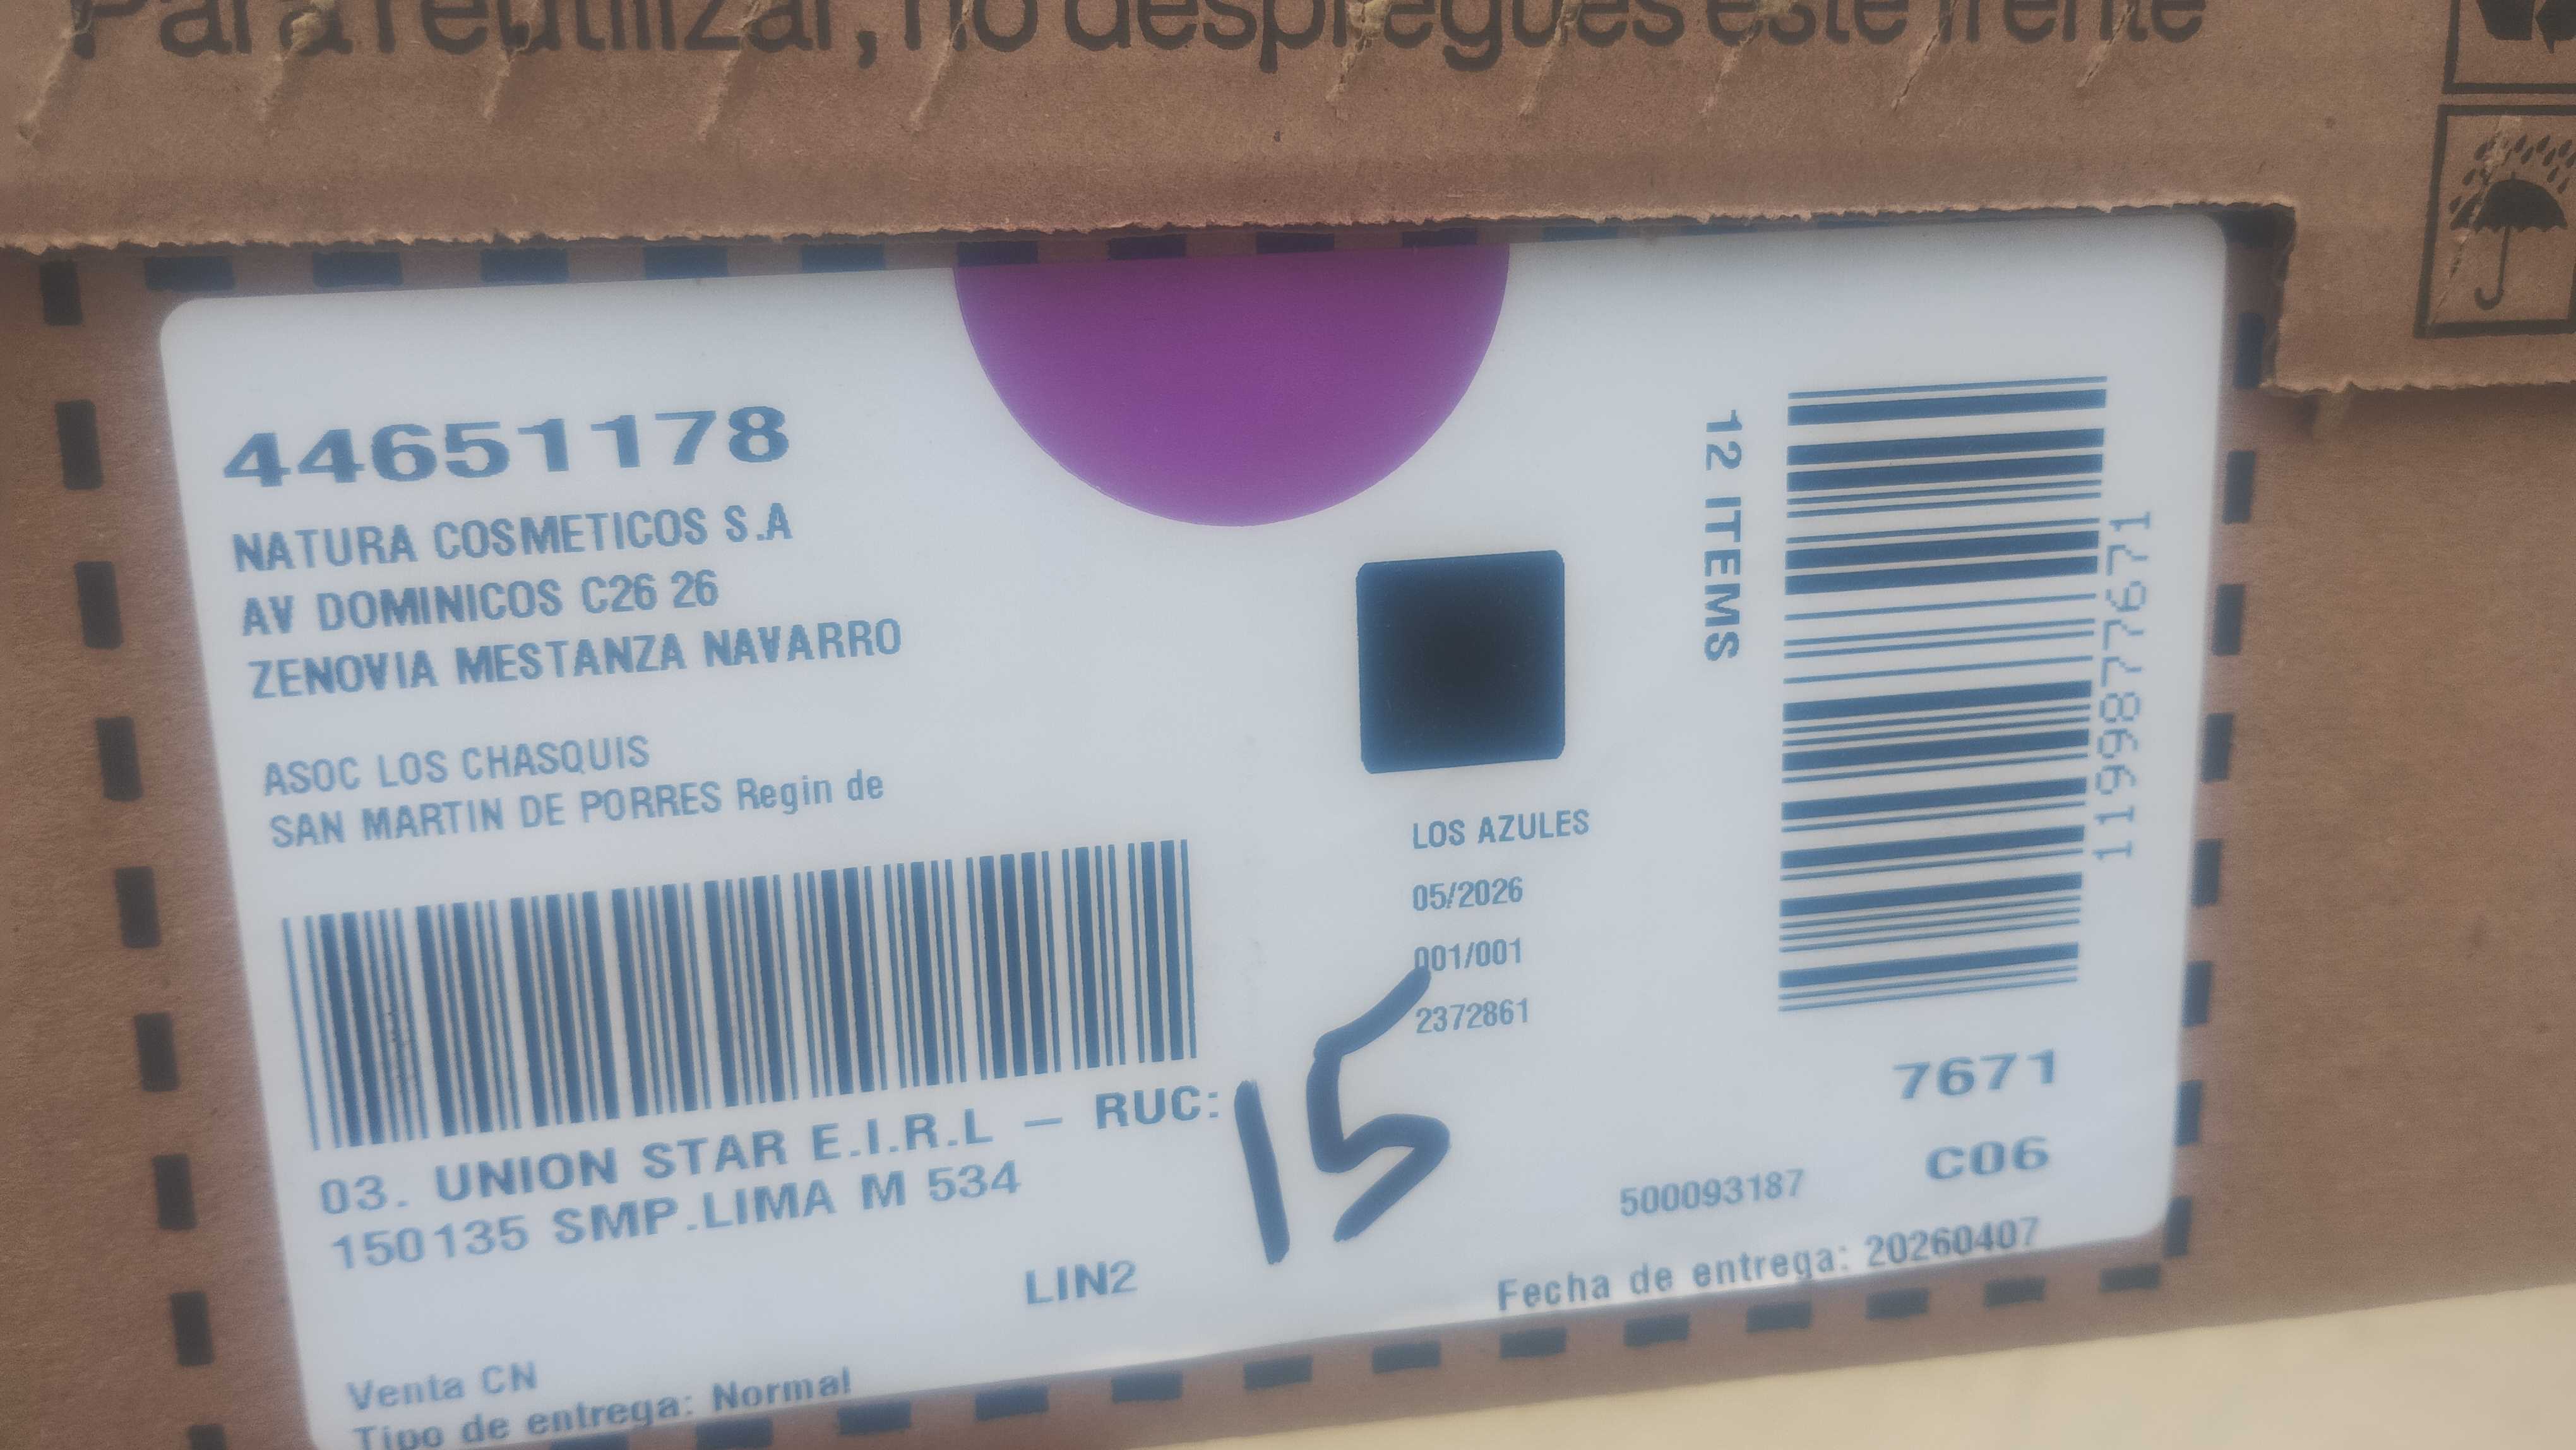 Para reutilizar, no despregues este frente
44651178
NATURA COSMETICOS S.A
AV DOMINICOS C26 26
ZENOVIA MESTANZA NAVARRO
ASOC LOS CHASQUIS
SAN MARTIN DE PORRES Regin de
03. UNION STAR E.I.R.L – RUC:
150135 SMP.LIMA M 534
LIN2
Venta CN
Tipo de entrega: Normal
LOS AZULES
05/2026
001/001
2372861
15
12 ITEMS
119987767671
7671
C06
500093187
Fecha de entrega: 20260407